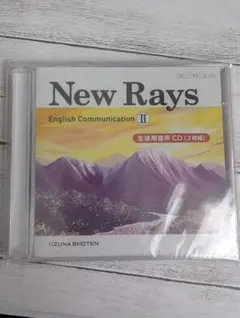 New Rays
English Communication II
生徒用音声CD(2枚組)
IIZUNA SHOTEN